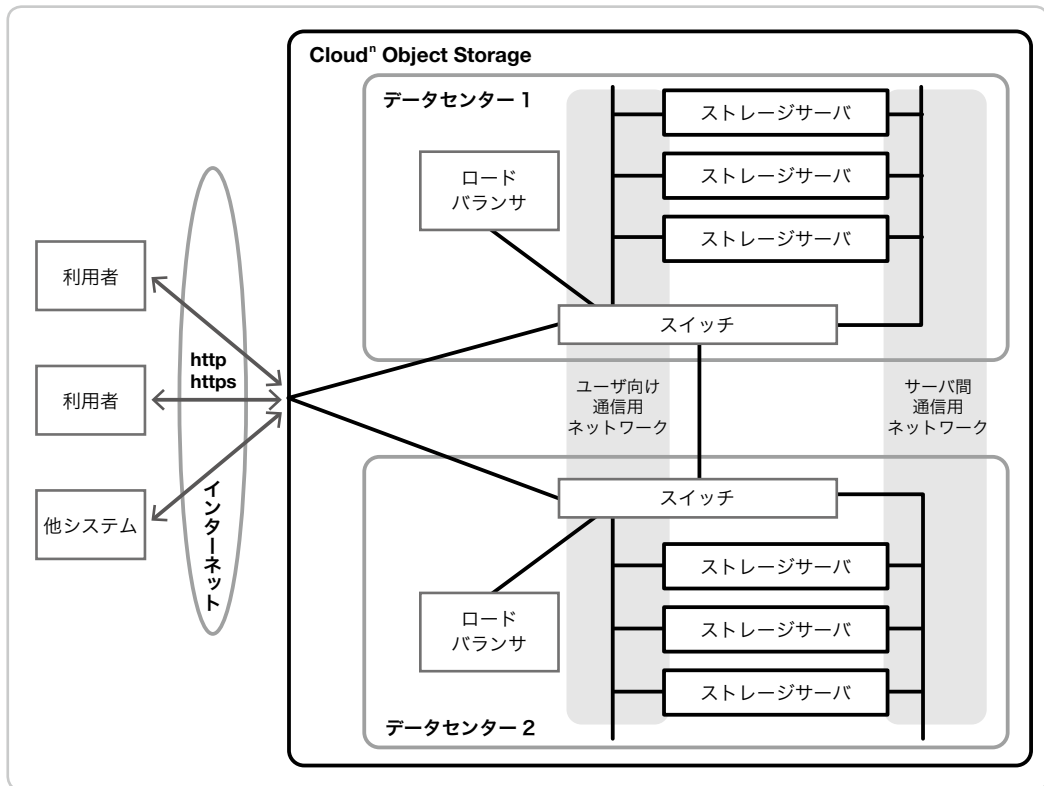 Cloudⁿ Object Storage
データセンター 1
ストレージサーバ
ストレージサーバ
ストレージサーバ
ロード
バランサ
スイッチ
利用者
利用者
他システム
http
https
インターネット
ユーザ向け
通信用
ネットワーク
サーバ間
通信用
ネットワーク
スイッチ
ストレージサーバ
ストレージサーバ
ストレージサーバ
ロード
バランサ
データセンター 2